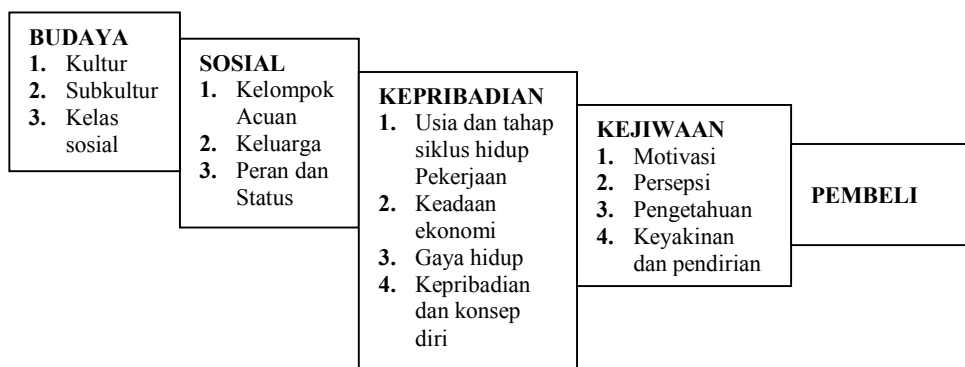 BUDAYA
1. Kultur
2. Subkultur
3. Kelas
sosial
SOSIAL
1. Kelompok
Acuan
2. Keluarga
3. Peran dan
Status
KEPRIBADIAN
1. Usia dan tahap
siklus hidup
Pekerjaan
2. Keadaan
ekonomi
3. Gaya hidup
4. Kepribadian
dan konsep
diri
KEJIWAAN
1. Motivasi
2. Persepsi
3. Pengetahuan
4. Keyakinan
dan pendirian
PEMBELI